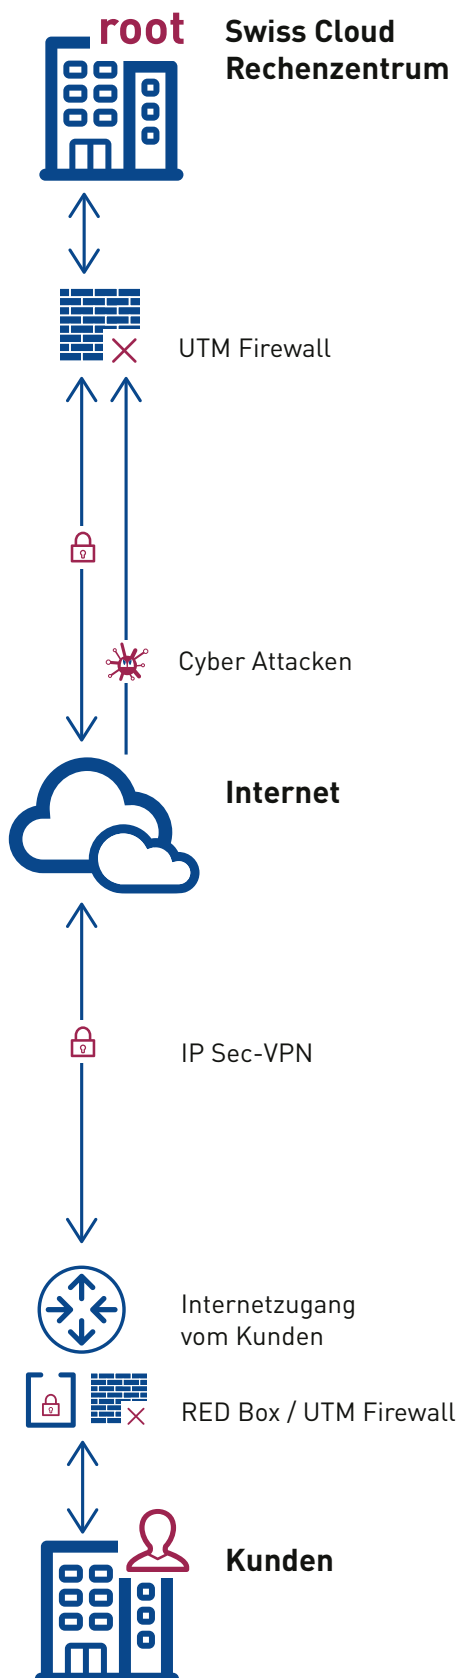 root
Swiss Cloud
Rechenzentrum
UTM Firewall
Cyber Attacken
Internet
IP Sec-VPN
Internetzugang
vom Kunden
RED Box / UTM Firewall
Kunden